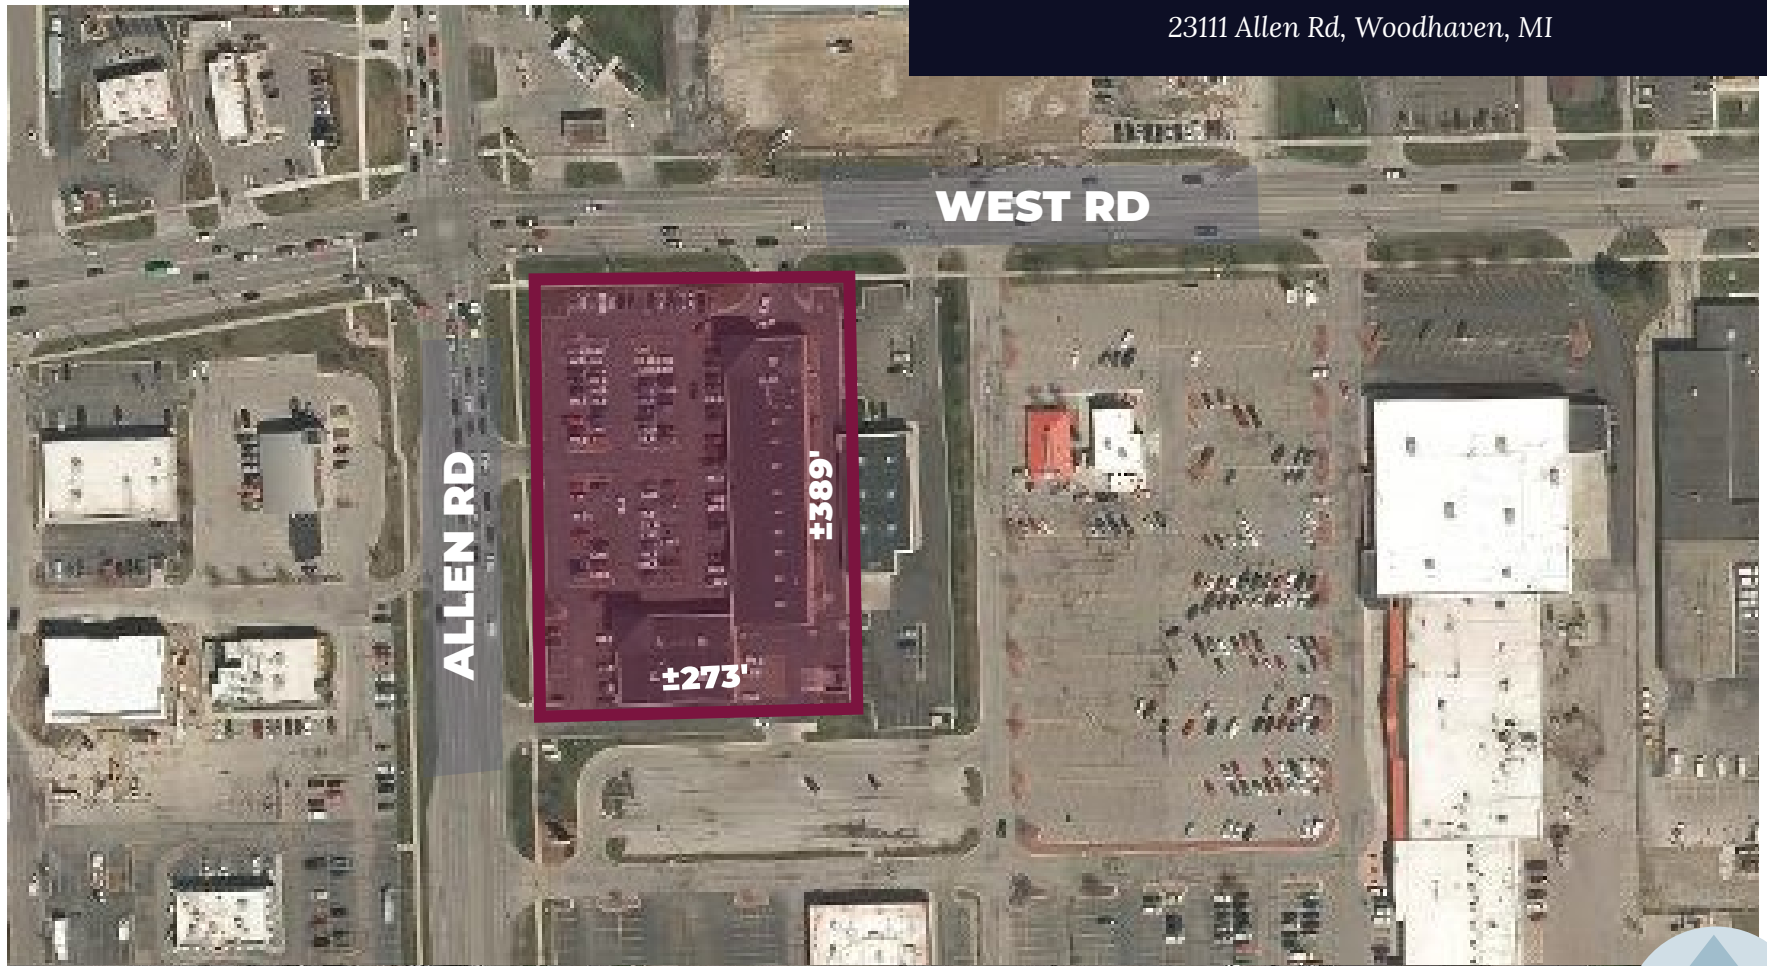 23111 Allen Rd, Woodhaven, MI
WEST RD
ALLEN RD
±389'
±273'